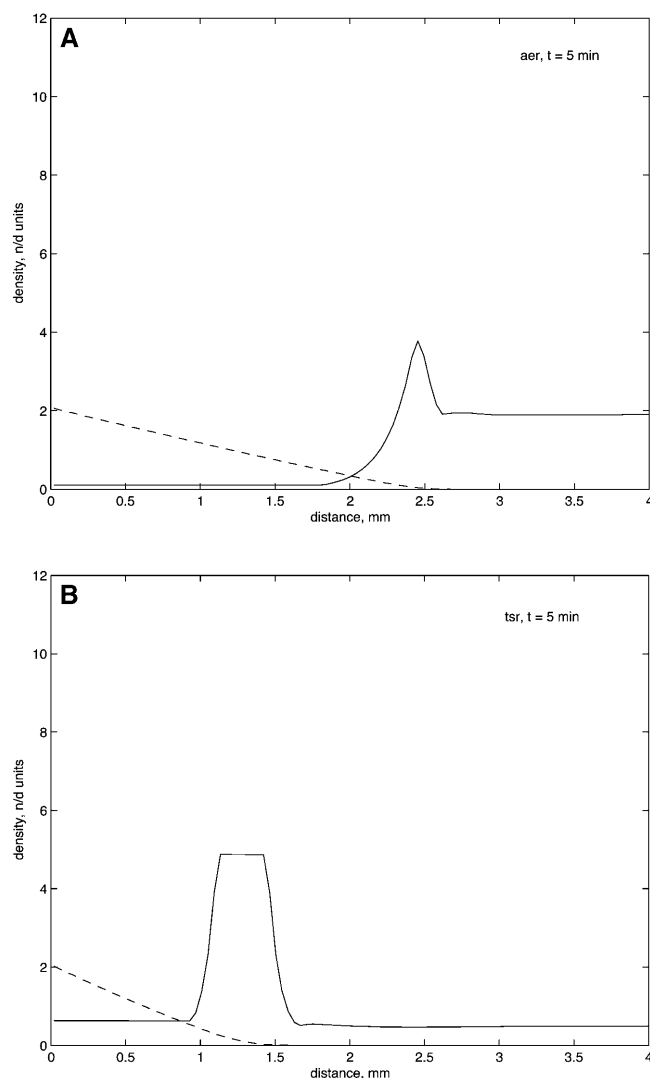 A
aer, t = 5 min
12
10
8
6
4
2
0
density, n/d units
0 0.5 1 1.5 2 2.5 3 3.5 4
distance, mm
B
tsr, t = 5 min
12
10
8
6
4
2
0
density, n/d units
0 0.5 1 1.5 2 2.5 3 3.5 4
distance, mm